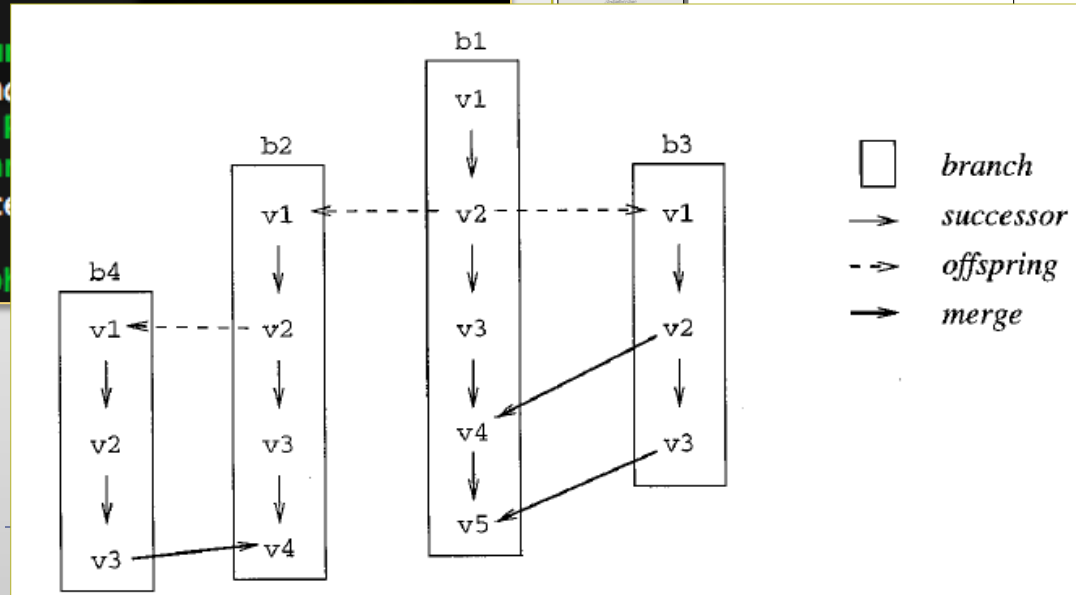 b1
v1
v2
v3
v4
v5
b2
v1
v2
v3
v4
b3
v1
v2
v3
b4
v1
v2
v3
branch
successor
offspring
merge